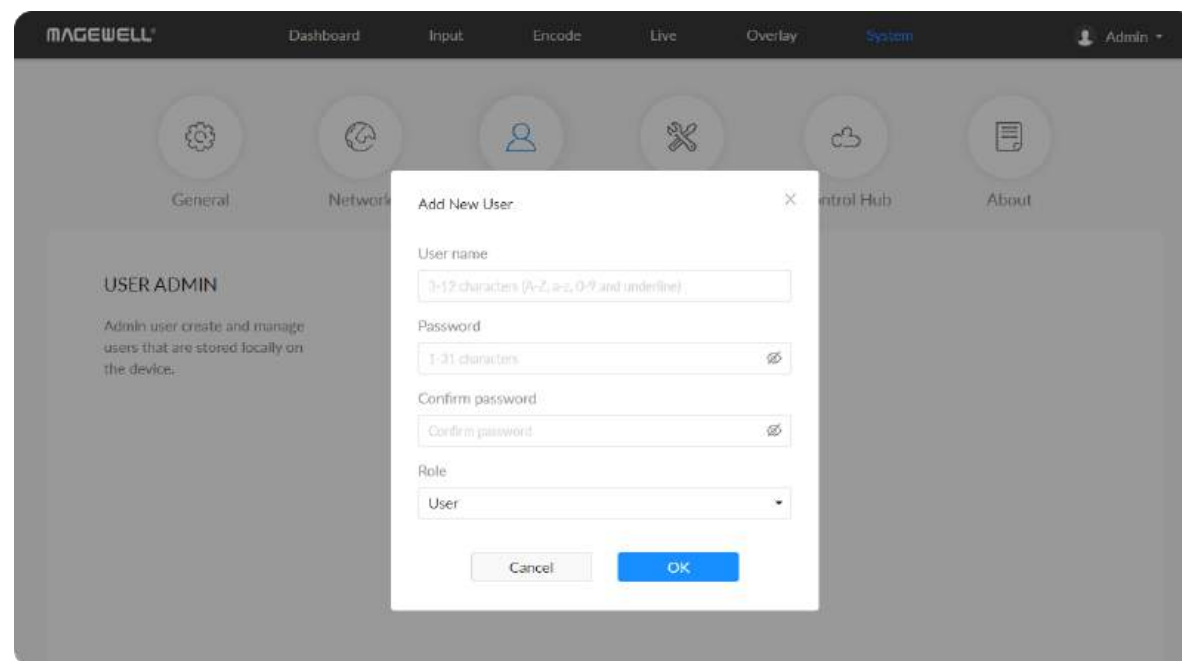 MAGEWELL®
Dashboard Input Encode Live Overlay System Admin
General Network ntrol Hub About
Add New User
User name
3-12 characters (A-Z, a-z, 0-9 and underline)
USER ADMIN
Admin user create and manage
users that are stored locally on
the device.
Password
1-31 characters
Confirm password
Confirm password
Role
User
Cancel OK